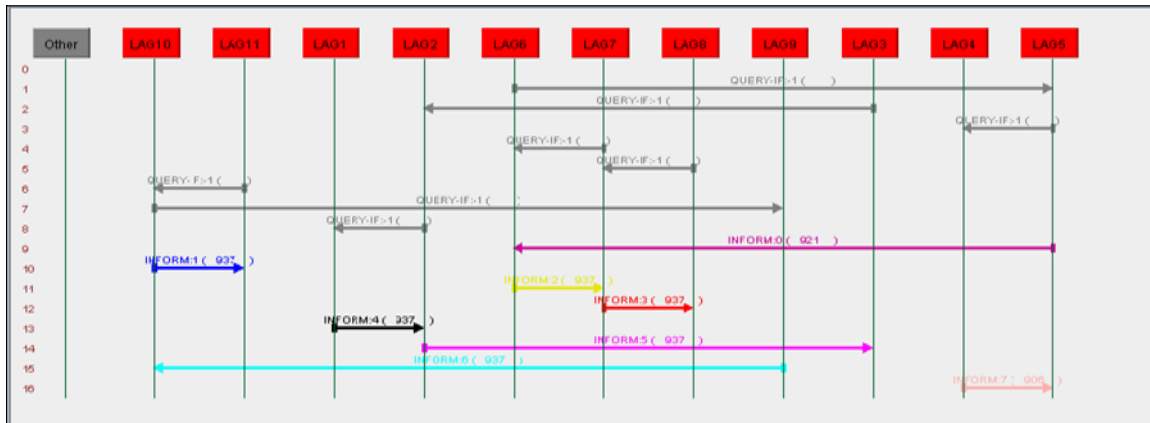 Other LAG10 LAG11 LAG1 LAG2 LAG6 LAG7 LAG8 LAG9 LAG3 LAG4 LAG5
0
1 QUERY-IF:-1 ( )
2 QUERY-IF:-1 ( )
3 QUERY-IF:-1 ( )
4 QUERY-IF:-1 ( )
5 QUERY-IF:-1 ( )
6 QUERY-IF:-1 ( )
7 QUERY-IF:-1 ( )
8 QUERY-IF:-1 ( )
9 INFORM:0 ( 921 )
10 INFORM:1 ( 937 )
11 INFORM:2 ( 937 )
12 INFORM:3 ( 937 )
13 INFORM:4 ( 937 )
14 INFORM:5 ( 937 )
15 INFORM:6 ( 937 )
16 INFORM:7 ( 906 )